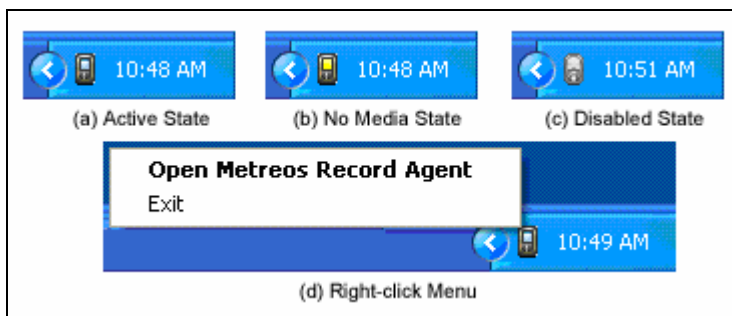 10:48 AM
10:48 AM
10:51 AM
(a) Active State
(b) No Media State
(c) Disabled State
Open Metreos Record Agent
Exit
10:49 AM
(d) Right-click Menu